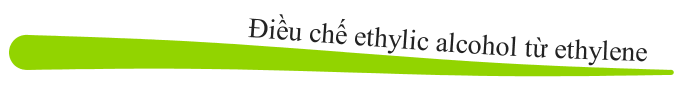 Điều chế ethylic alcohol từ ethylene